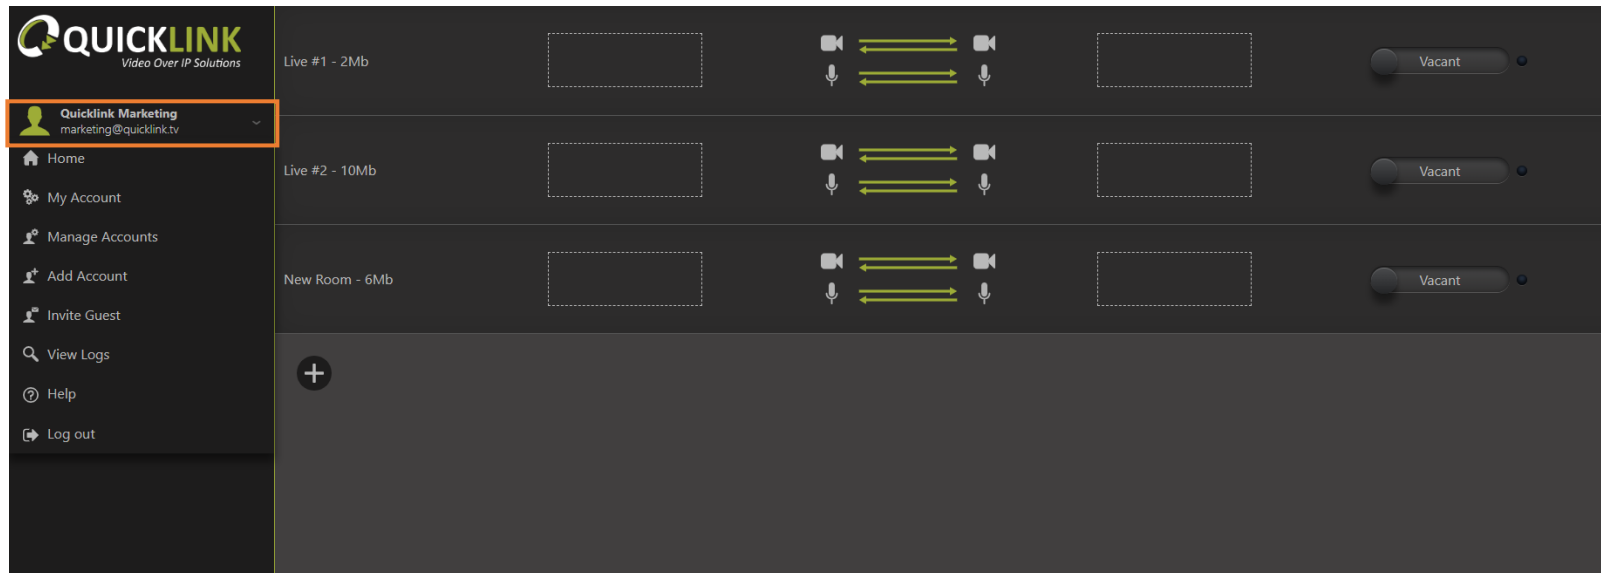 QUICKLINK
Video Over IP Solutions
Quicklink Marketing
marketing@quicklink.tv
Home
My Account
Manage Accounts
Add Account
Invite Guest
View Logs
Help
Log out
Live #1 - 2Mb
Vacant
Live #2 - 10Mb
Vacant
New Room - 6Mb
Vacant